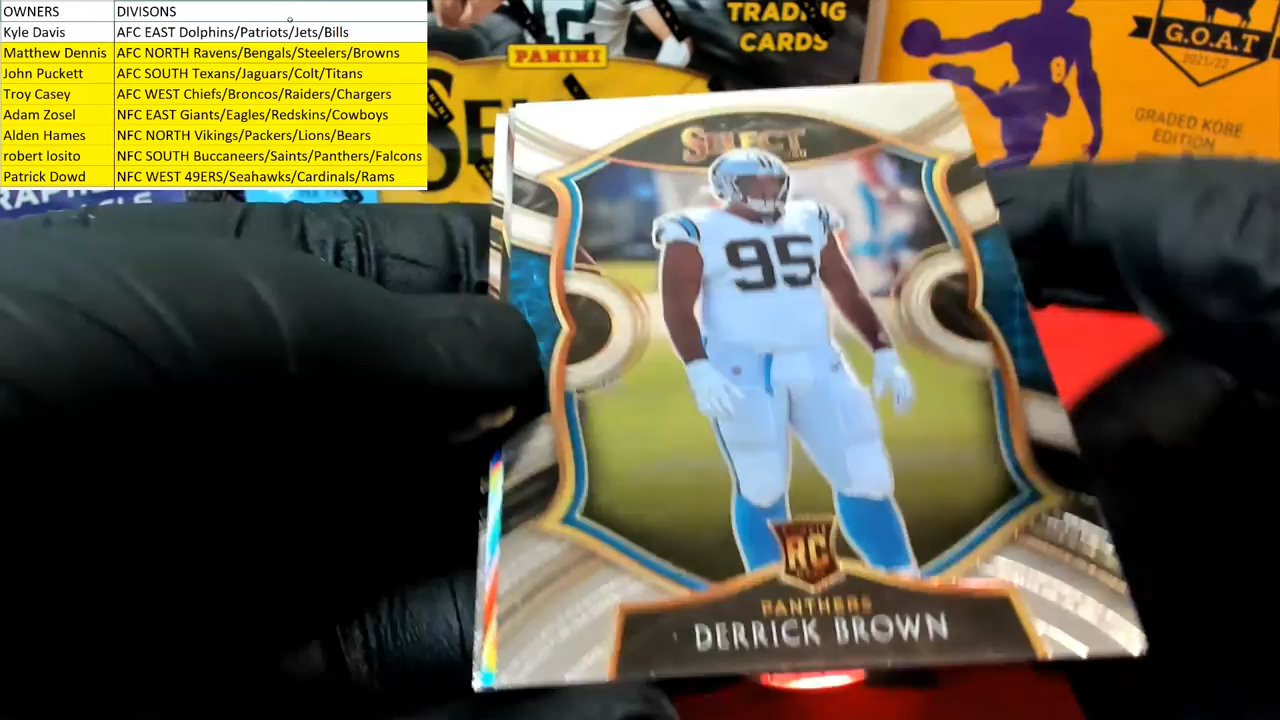 OWNERS DIVISONS
Kyle Davis AFC EAST Dolphins/Patriots/Jets/Bills
Matthew Dennis AFC NORTH Ravens/Bengals/Steelers/Browns
John Puckett AFC SOUTH Texans/Jaguars/Colt/Titans
Troy Casey AFC WEST Chiefs/Broncos/Raiders/Chargers
Adam Zosel NFC EAST Giants/Eagles/Redskins/Cowboys
Alden Hames NFC NORTH Vikings/Packers/Lions/Bears
robert losito NFC SOUTH Buccaneers/Saints/Panthers/Falcons
Patrick Dowd NFC WEST 49ERS/Seahawks/Cardinals/Rams
TRADING
CARDS
PANINI
G.O.A.T
2021/22
GRADED KOBE
EDITION
8
SELECT
95
RC
PANTHERS
DERRICK BROWN